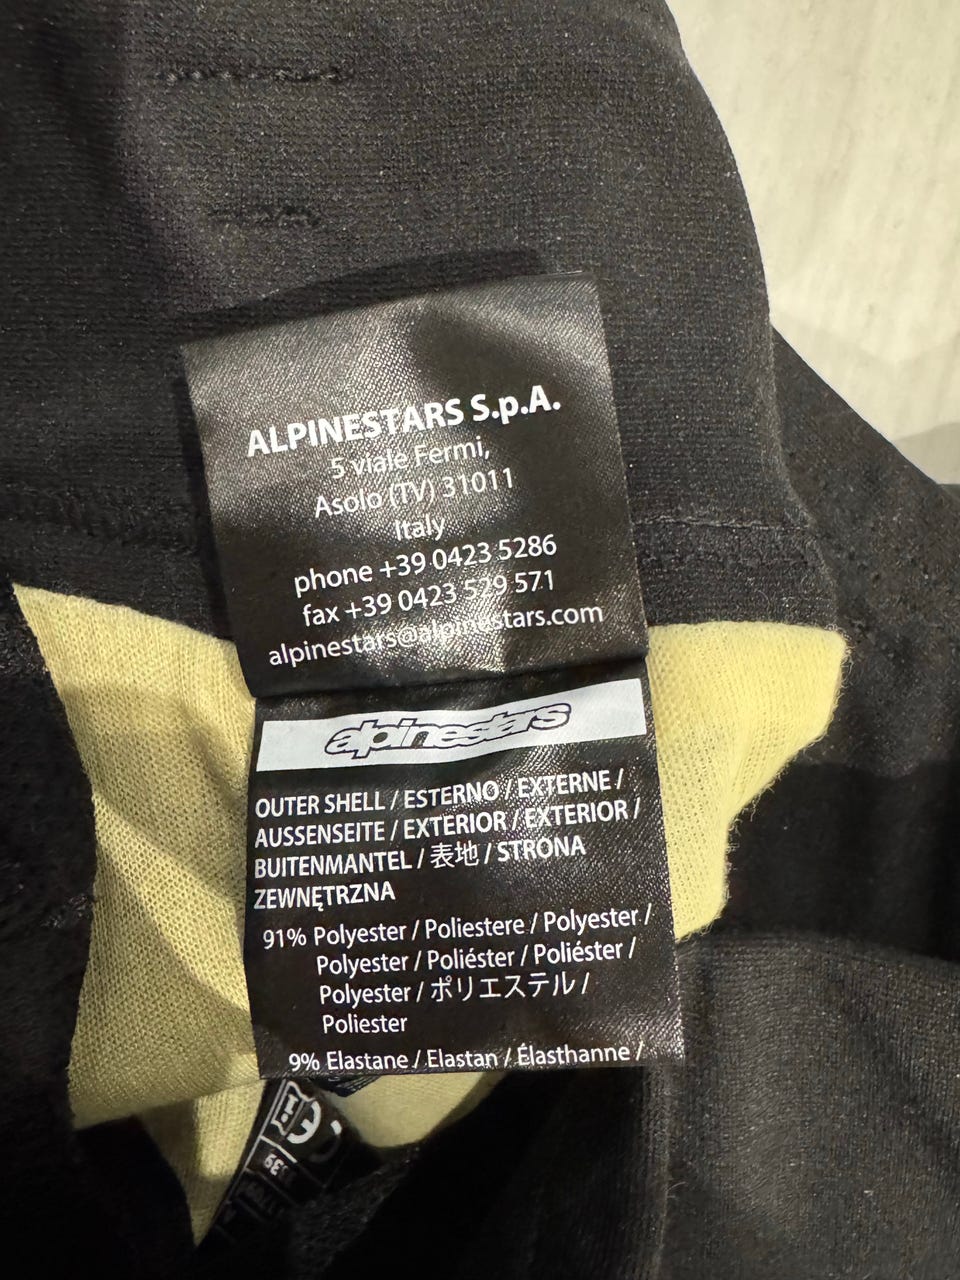 ALPINESTARS S.p.A.
5 viale Fermi,
Asolo (TV) 31011
Italy
phone +39 0423 5286
fax +39 0423 529 571
alpinestars@alpinestars.com
alpinestars
OUTER SHELL / ESTERNO / EXTERNE /
AUSSENSEITE / EXTERIOR / EXTERIOR /
BUITENMANTEL / 表地 / STRONA
ZEWNĘTRZNA
91% Polyester / Poliestere / Polyester /
Polyester / Poliéster / Poliéster /
Polyester / ポリエステル /
Poliester
9% Elastane / Elastan / Élasthanne /